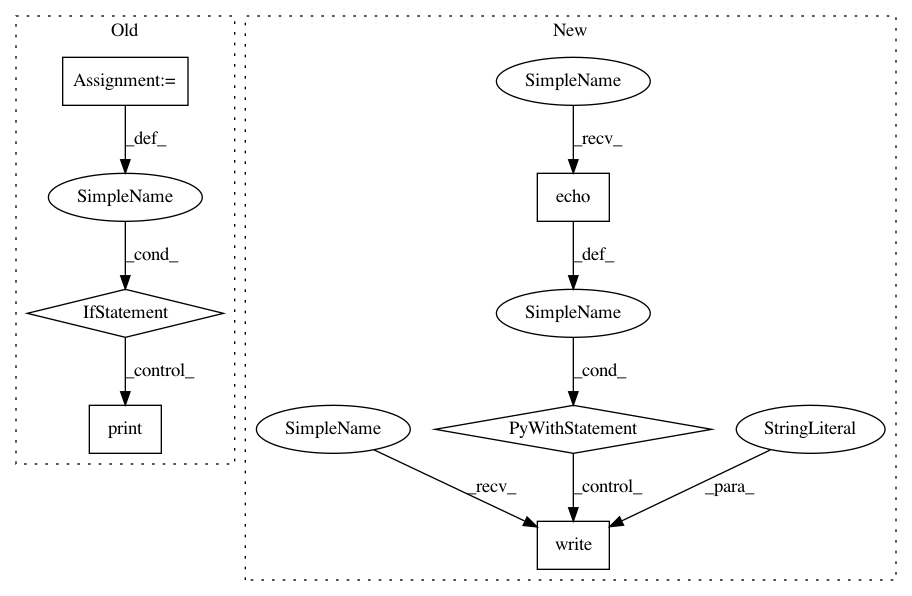 Old
Assignment:=
_def_
SimpleName
_cond_
IfStatement
_control_
print
New
SimpleName
_recv_
echo
_def_
SimpleName
_cond_
SimpleName
PyWithStatement
StringLiteral
_recv_
_control_
_para_
write